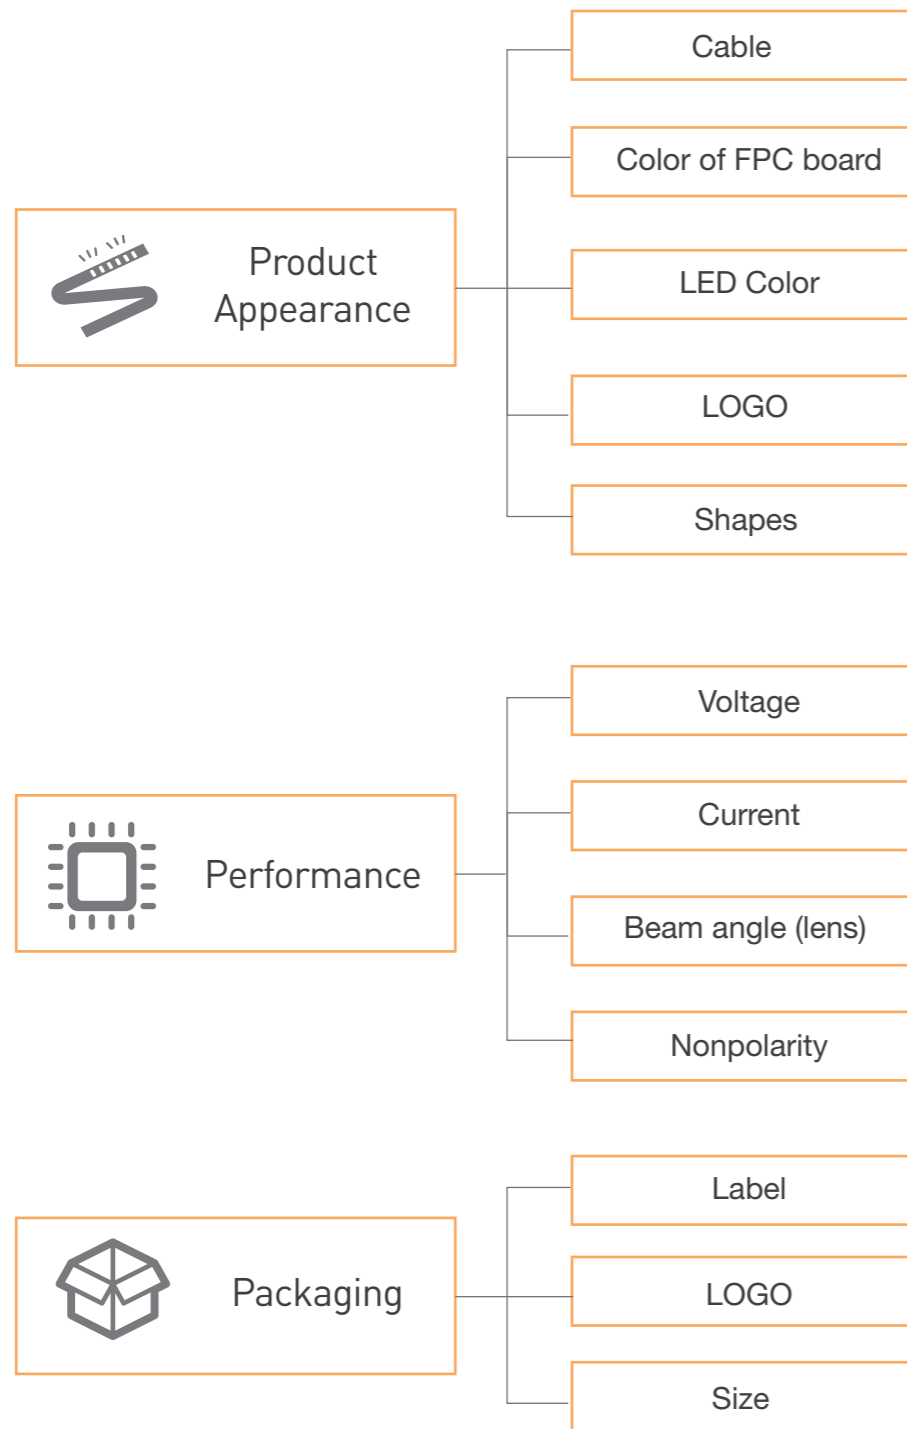 Product
Appearance
Cable
Color of FPC board
LED Color
LOGO
Shapes
Performance
Voltage
Current
Beam angle (lens)
Nonpolarity
Packaging
Label
LOGO
Size